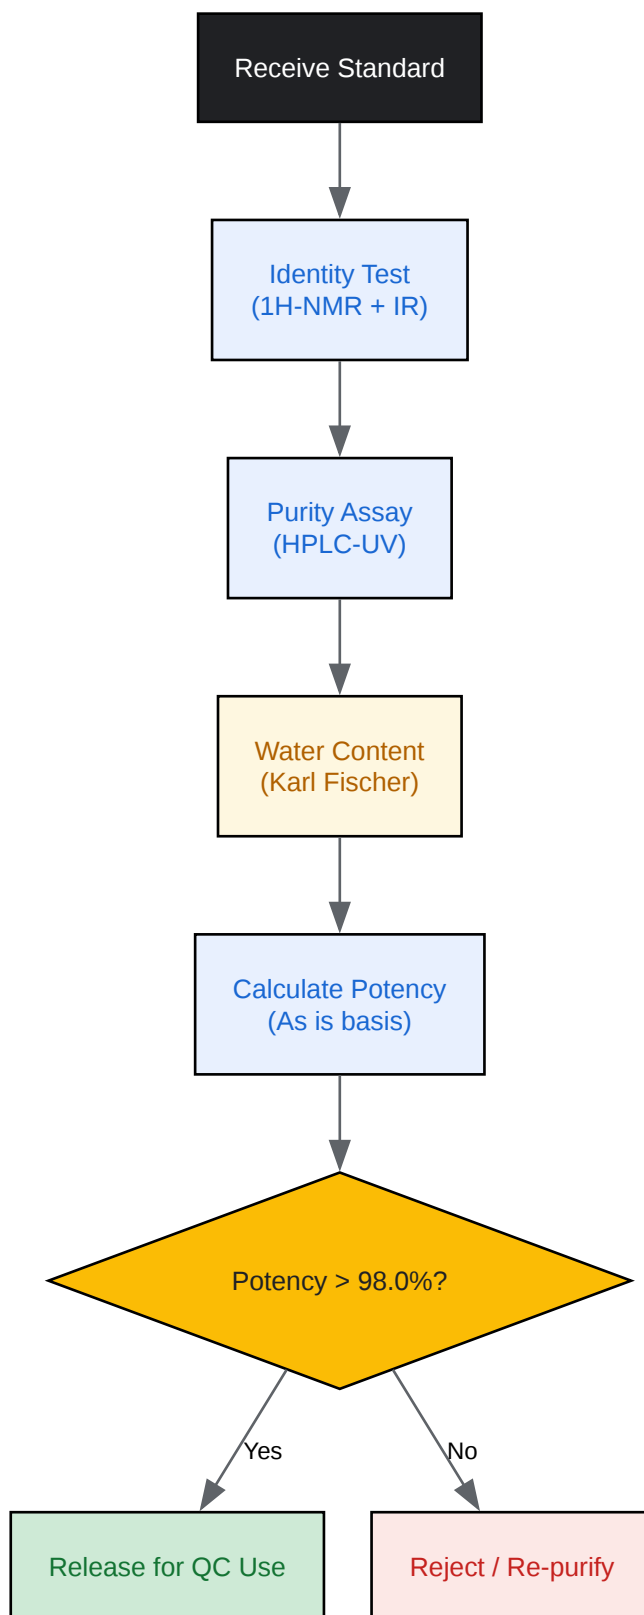 Receive Standard
Identity Test
(1H-NMR + IR)
Purity Assay
(HPLC-UV)
Water Content
(Karl Fischer)
Calculate Potency
(As is basis)
Potency > 98.0%?
Yes
No
Release for QC Use
Reject / Re-purify